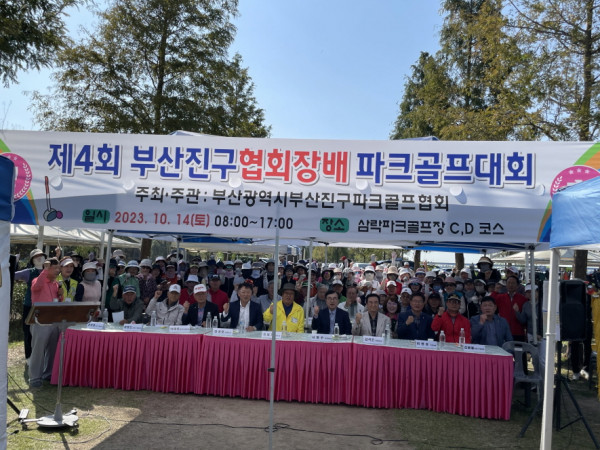 제4회 부산진구협회장배 파크골프대회
주최·주관 : 부산광역시부산진구파크골프협회
일시 2023. 10. 14(토) 08:00~17:00 장소 삼락파크골프장 C,D 코스